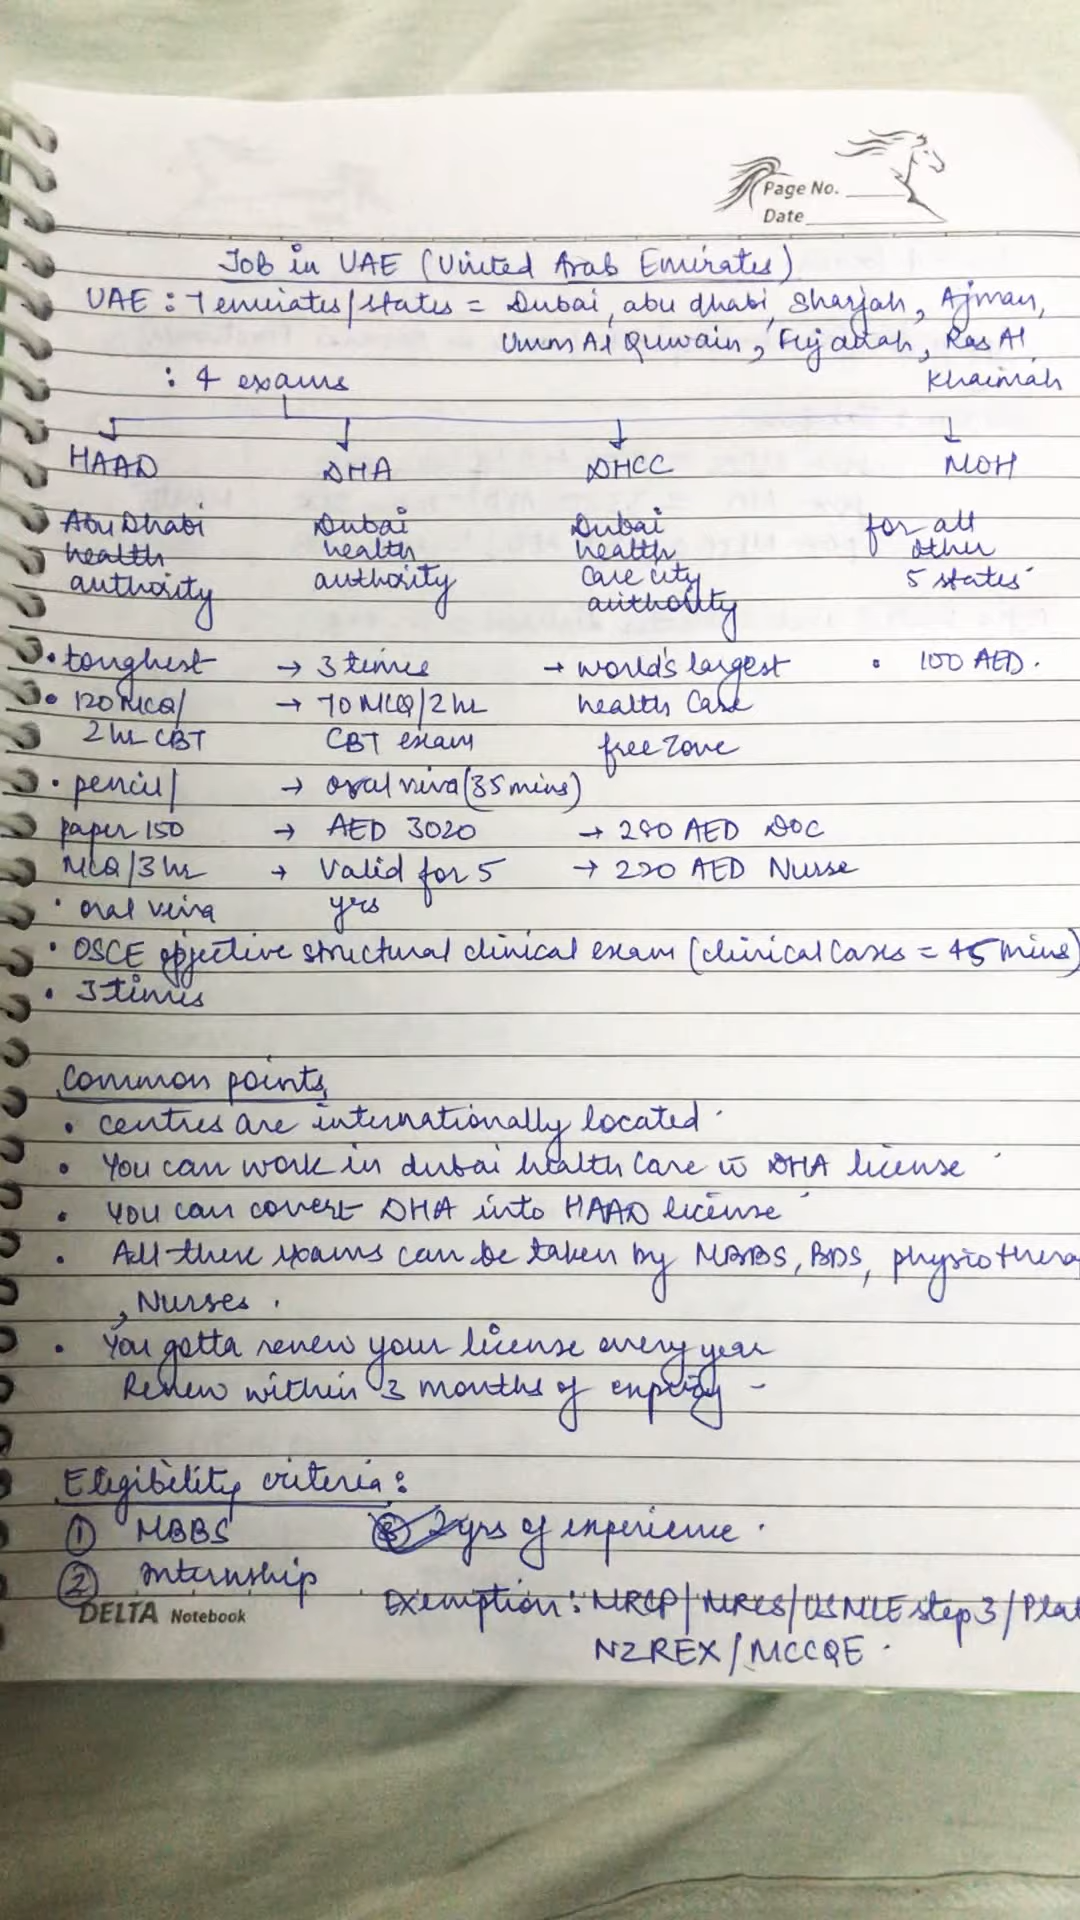 Page No.
Date
Job in UAE (United Arab Emirates)
UAE : 7 emirates/states = Dubai, abu dhabi, Sharjah, Ajman,
Umm Al Quwain, Fujairah, Ras Al
Khaimah
: 4 exams
HAAD DHA DHCC MOH
Abu Dhabi Dubai Dubai for all
health health health other
authority authority care city 5 states
authority
• toughest → 3 times → world's largest • 100 AED.
• 120 MCQ/ → 70 MCQ/2 hr health Care
2 hr CBT CBT exam free zone
• pencil/ → oral viva (35 mins)
paper 150 → AED 3020 → 280 AED DOC
MCQ/3 hr → Valid for 5 → 220 AED Nurse
• oral viva yrs
• OSCE objective structural clinical exam (clinical cases = 45 mins)
• 3 times
Common points
• centres are internationally located
• You can work in dubai health care w̄ DHA license
• You can covert DHA into HAAD license
• All these exams can be taken by MBBS, BDS, physiothera
, Nurses .
• You gotta renew your license every year
Renew within 3 months of expiry -
Eligibility criteria :
① MBBS ③ 2 yrs of experience .
② Internship
Exemption : MRCP/ MRCS/ USMLE step 3 / Plab
NZREX / MCCQE .
DELTA Notebook